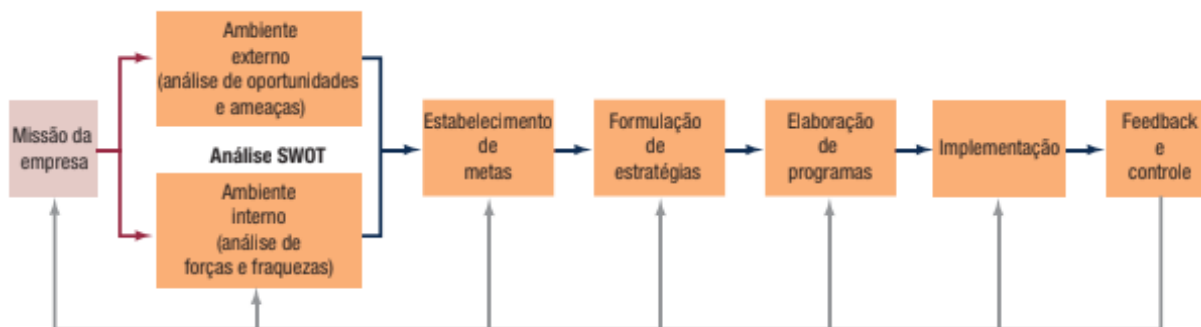 Missão da
empresa
Ambiente
externo
(análise de oportunidades
e ameaças)
Análise SWOT
Ambiente
interno
(análise de
forças e fraquezas)
Estabelecimento
de
metas
Formulação
de
estratégias
Elaboração
de
programas
Implementação
Feedback
e
controle